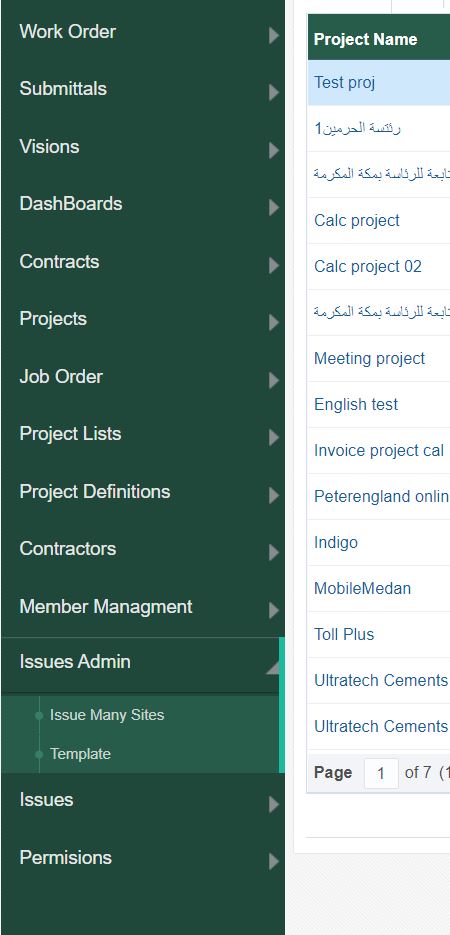 Work Order
Submittals
Visions
DashBoards
Contracts
Projects
Job Order
Project Lists
Project Definitions
Contractors
Member Managment
Issues Admin
Issue Many Sites
Template
Issues
Permisions
Project Name
Test proj
رئتسة الحرمين1
تابعة للرئاسة بمكة المكرمة
Calc project
Calc project 02
تابعة للرئاسة بمكة المكرمة
Meeting project
English test
Invoice project cal
Peterengland onlin
Indigo
MobileMedan
Toll Plus
Ultratech Cements
Ultratech Cements
Page 1 of 7 (1